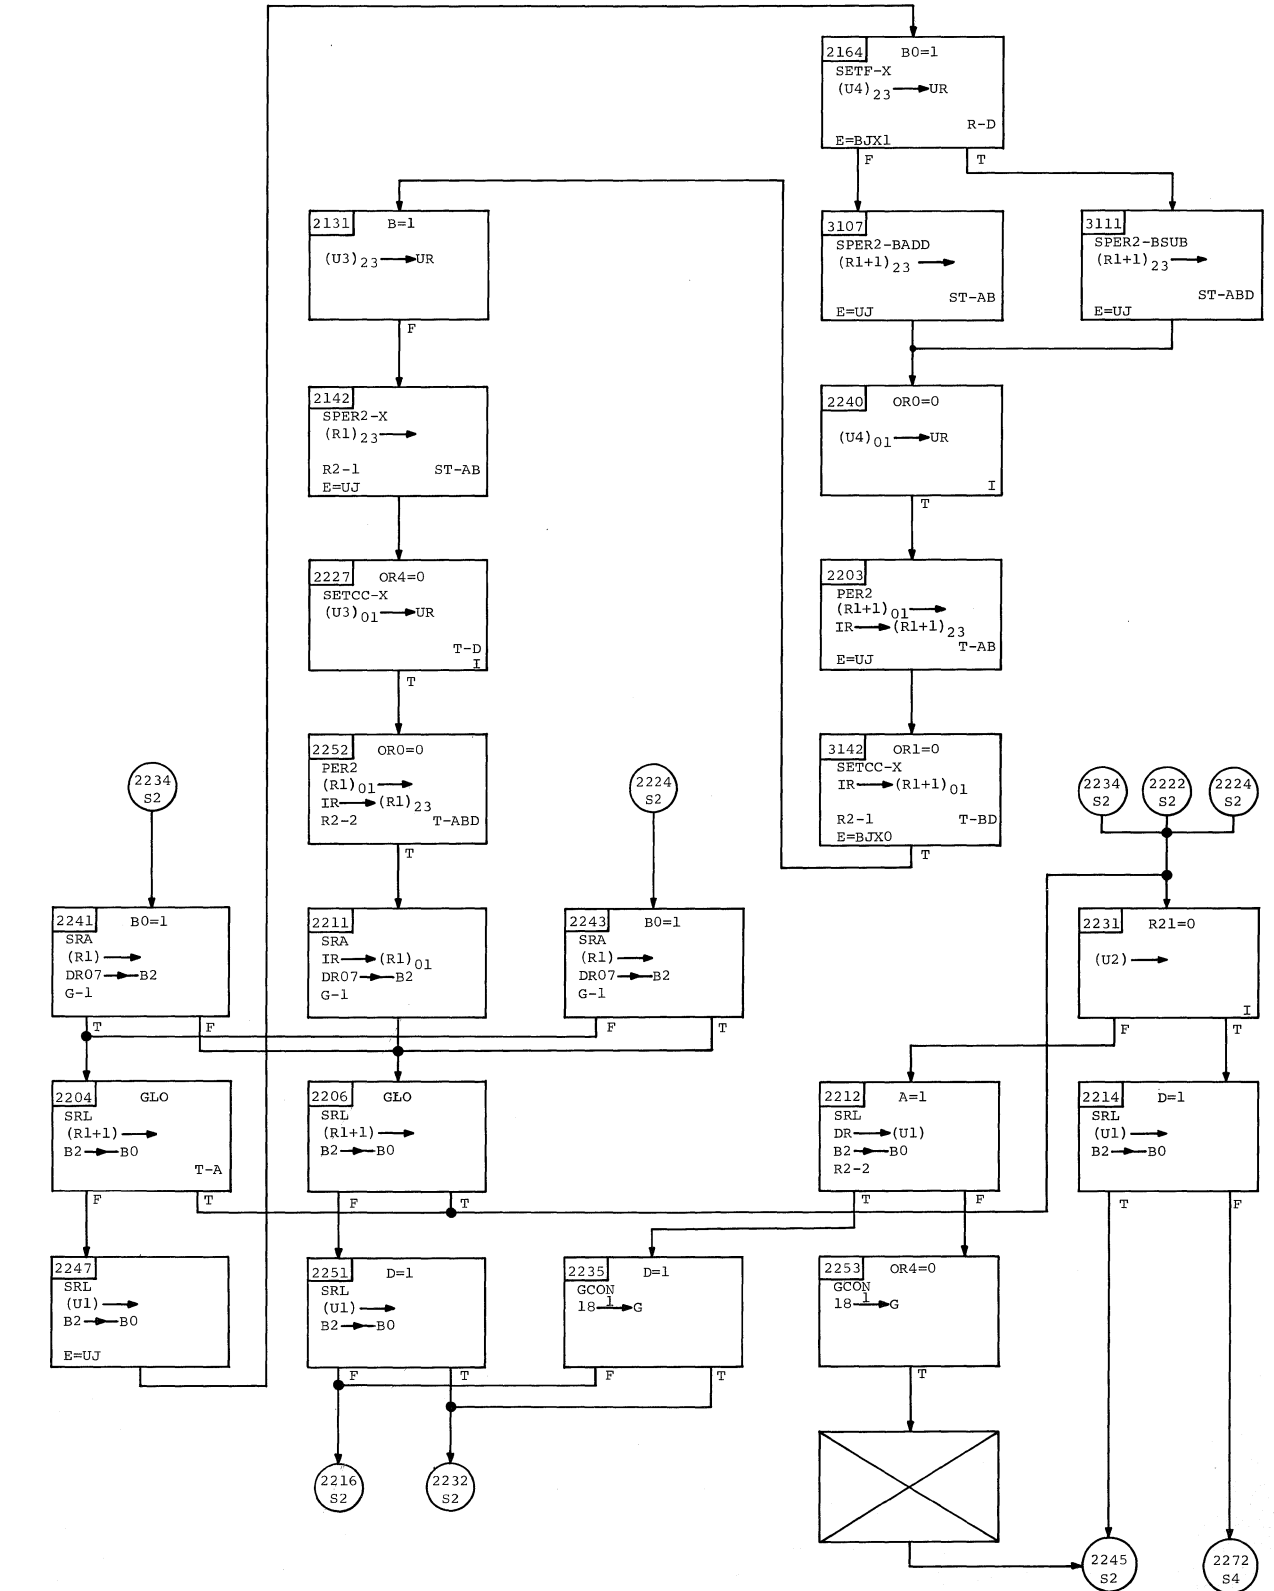 2164 B0=1
SETF-X
(U4)23 → UR
R-D
E=BJX1
F T
2131 B=1
(U3)23 → UR
F
3107
SPER2-BADD
(R1+1)23 →
ST-AB
E=UJ
3111
SPER2-BSUB
(R1+1)23 →
ST-ABD
E=UJ
2142
SPER2-X
(R1)23 →
R2-1 ST-AB
E=UJ
2240 OR0=0
(U4)01 → UR
I
T
2227 OR4=0
SETCC-X
(U3)01 → UR
T-D
I
T
2203
PER2
(R1+1)01 →
IR → (R1+1)23
T-AB
E=UJ
2252 OR0=0
PER2
(R1)01 →
IR → (R1)23
R2-2 T-ABD
T
3142 OR1=0
SETCC-X
IR → (R1+1)01
R2-1 T-BD
E=BJX0
T
2234
S2
2224
S2
2234
S2
2222
S2
2224
S2
2241 B0=1
SRA
(R1) →
DR07 → B2
G-1
T F
2211
SRA
IR → (R1)01
DR07 → B2
G-1
2243 B0=1
SRA
(R1) →
DR07 → B2
G-1
F T
2231 R21=0
(U2) →
I
F T
2204 GLO
SRL
(R1+1) →
B2 → B0
T-A
F T
2206 GLO
SRL
(R1+1) →
B2 → B0
F T
2212 A=1
SRL
DR → (U1)
B2 → B0
R2-2
T F
2214 D=1
SRL
(U1) →
B2 → B0
T F
2247
SRL
(U1) →
B2 → B0
E=UJ
2251 D=1
SRL
(U1) →
B2 → B0
F T
2235 D=1
GCON
18 1 → G
F T
2253 OR4=0
GCON
18 1 → G
T
2216
S2
2232
S2
2245
S2
2272
S4